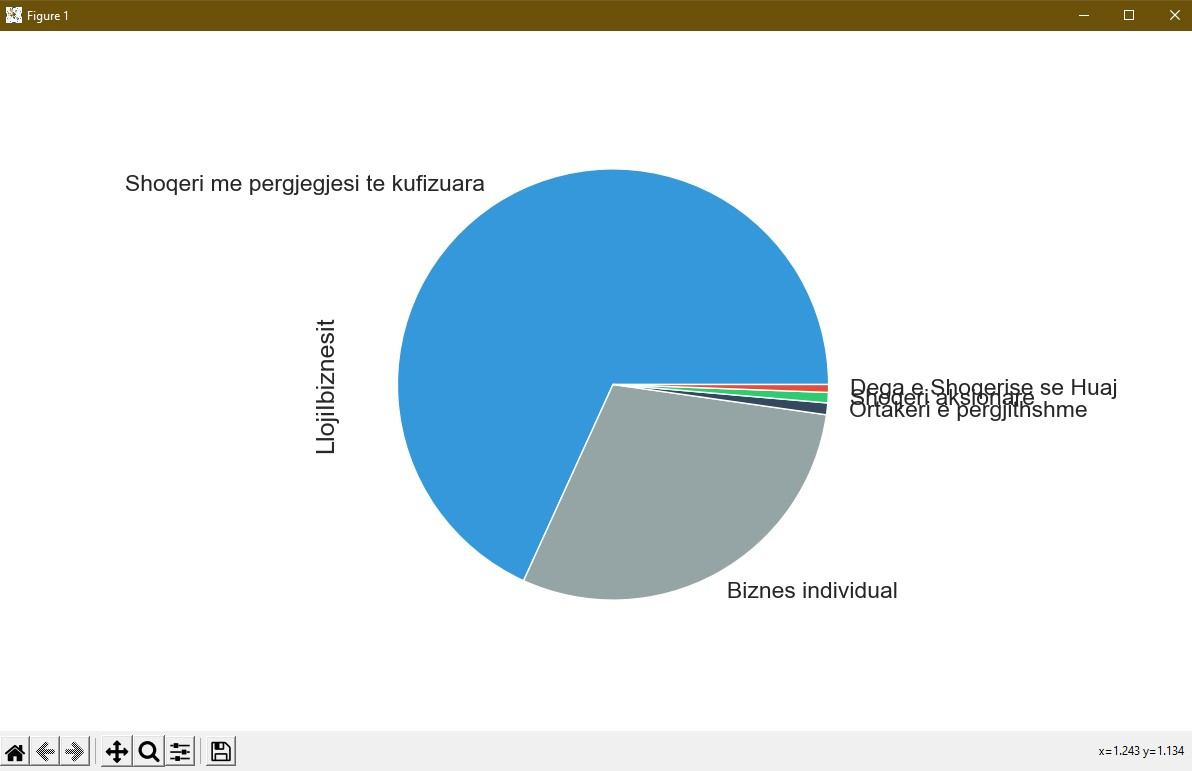 Figure 1
Shoqeri me pergjegjesi te kufizuara
LlojiIbiznesit
Dega e Shoqerise se Huaj
Shoqeri aksionare
Ortakeri e pergjithshme
Biznes individual
x=1.243 y=1.134